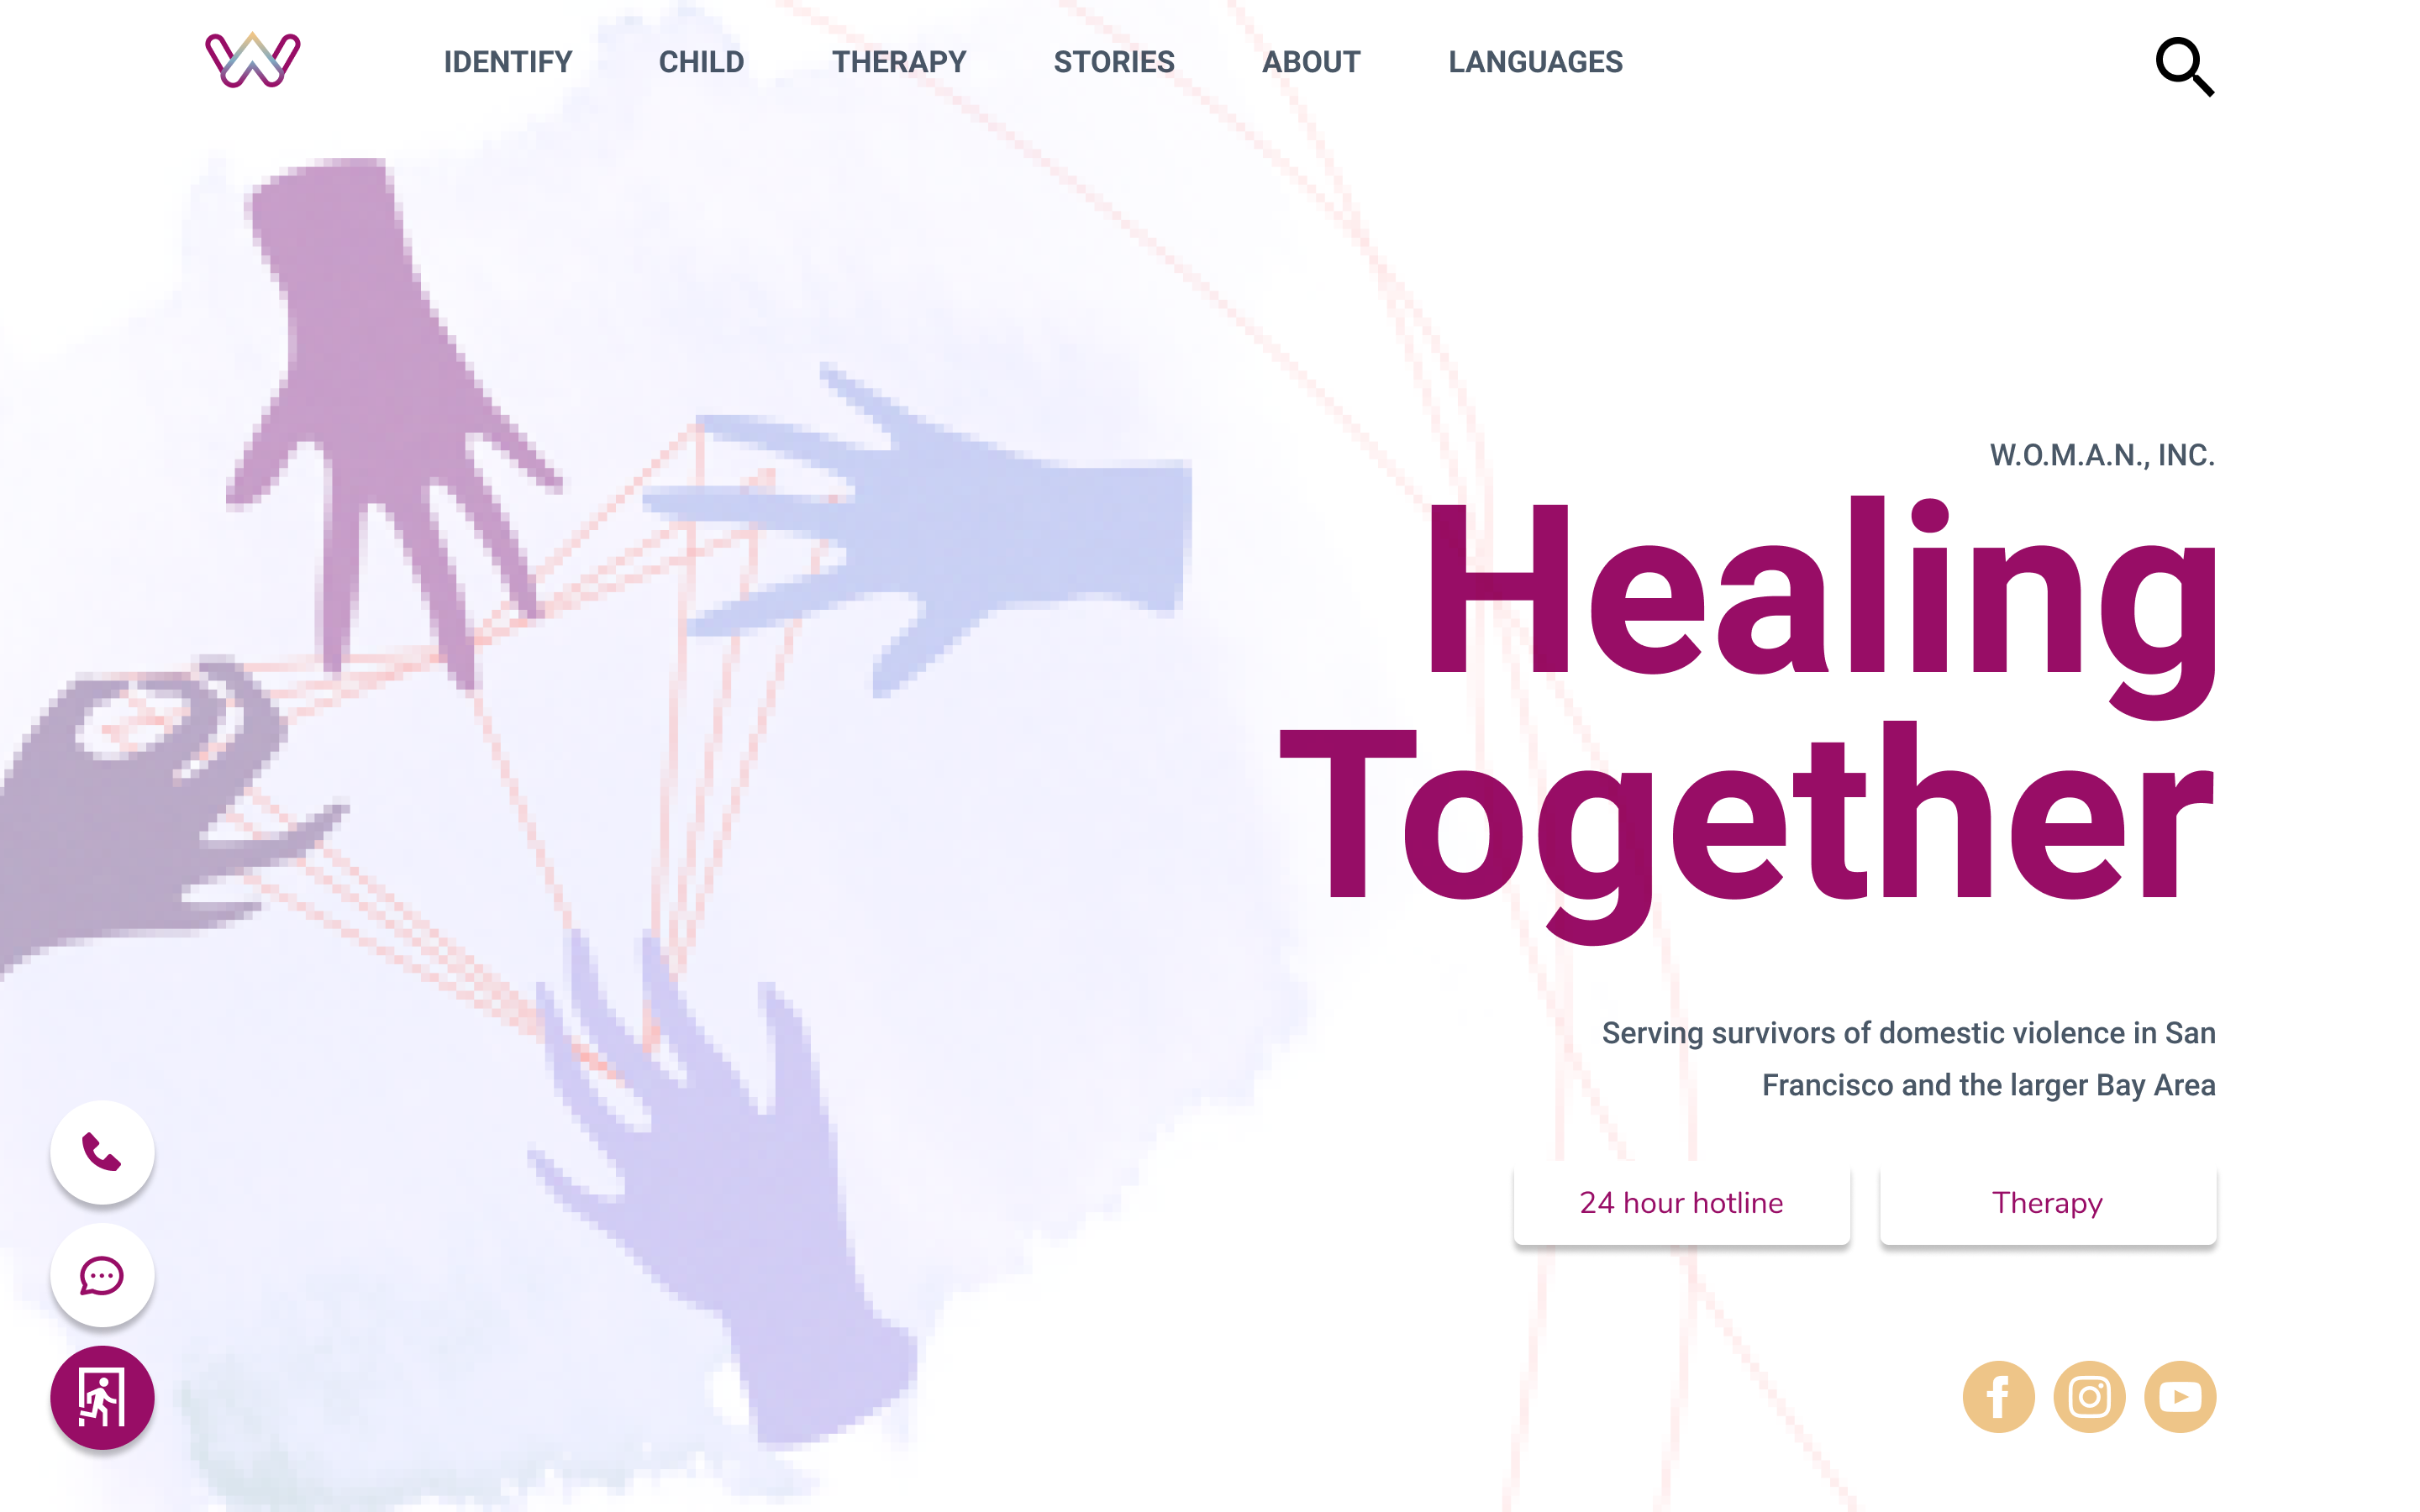 IDENTIFY CHILD THERAPY STORIES ABOUT LANGUAGES
W.O.M.A.N., INC.
Healing
Together
Serving survivors of domestic violence in San
Francisco and the larger Bay Area
24 hour hotline Therapy